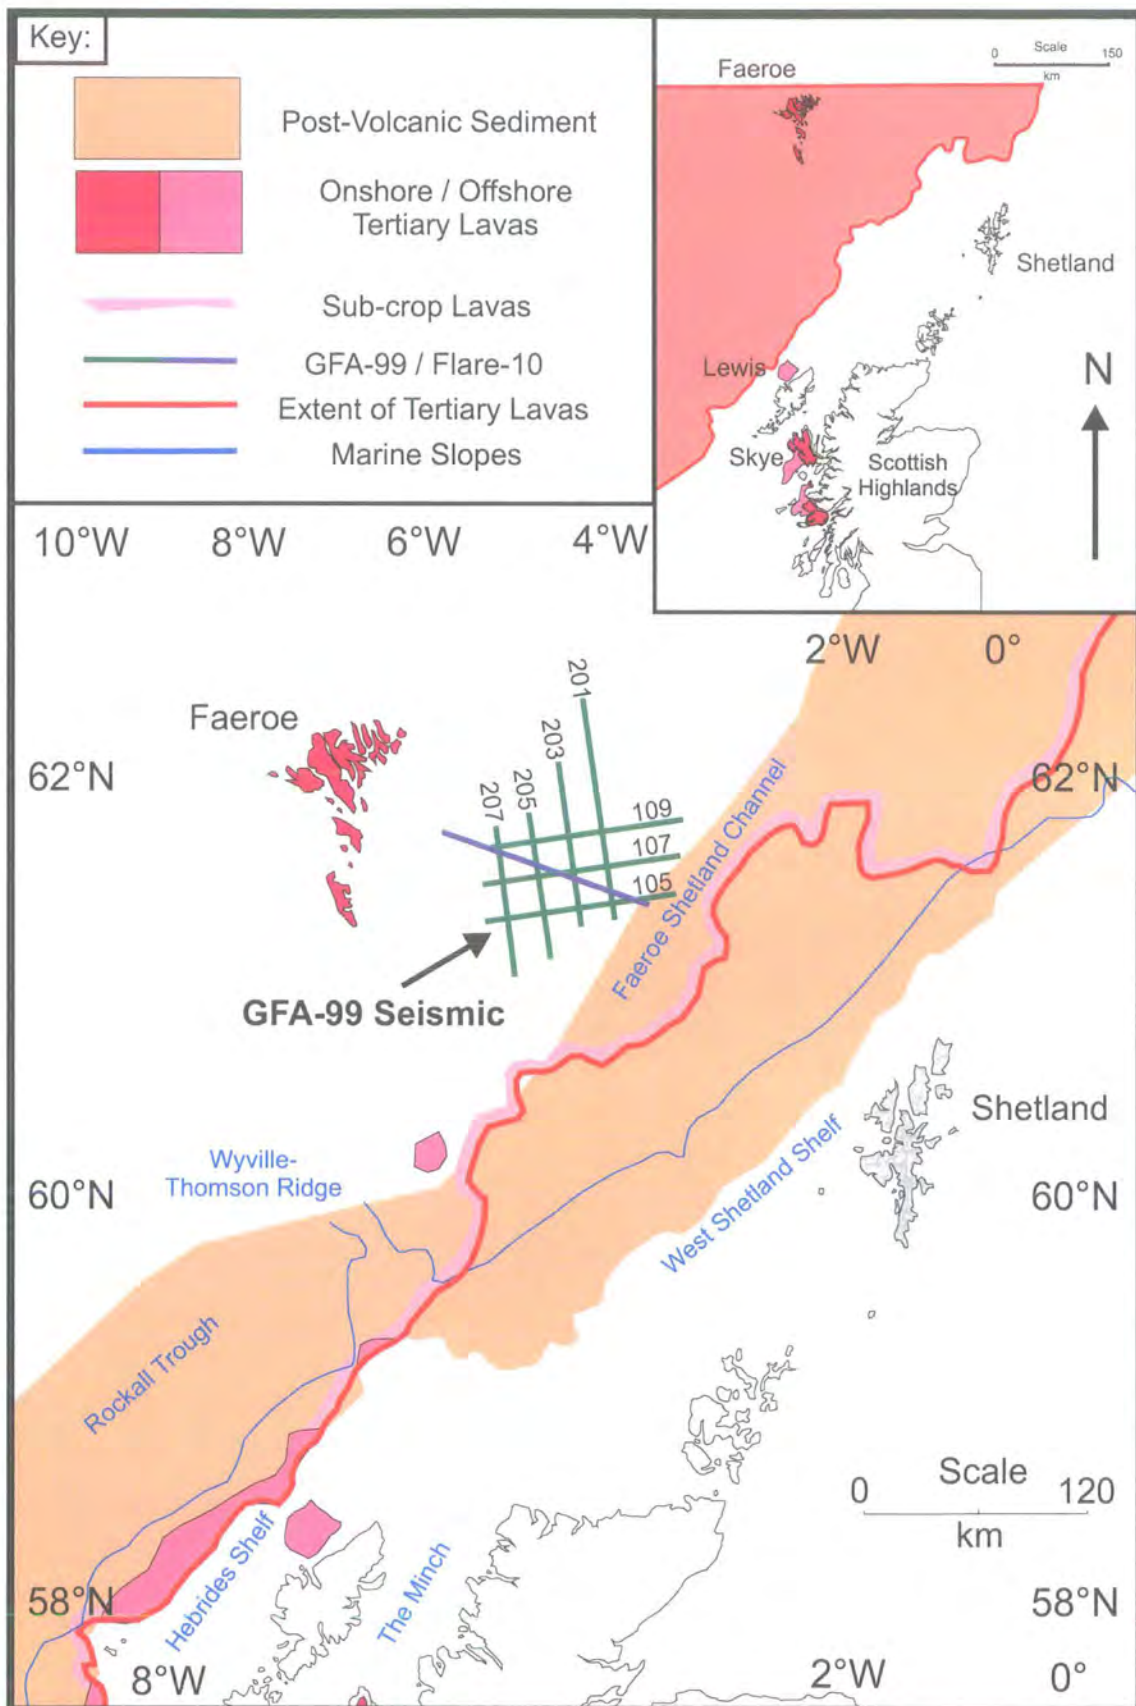 Key:
Post-Volcanic Sediment
Onshore / Offshore
Tertiary Lavas
Sub-crop Lavas
GFA-99 / Flare-10
Extent of Tertiary Lavas
Marine Slopes
0 Scale 150
km
Faeroe
Shetland
Lewis
N
Skye
Scottish
Highlands
10°W 8°W 6°W 4°W
2°W 0°
201
203
205
207
Faeroe
62°N
62°N
109
107
105
Faeroe Shetland Channel
GFA-99 Seismic
Shetland
Wyville-
Thomson Ridge
60°N
60°N
West Shetland Shelf
Rockall Trough
0 Scale 120
km
Hebrides Shelf
The Minch
58°N
58°N
8°W
2°W 0°